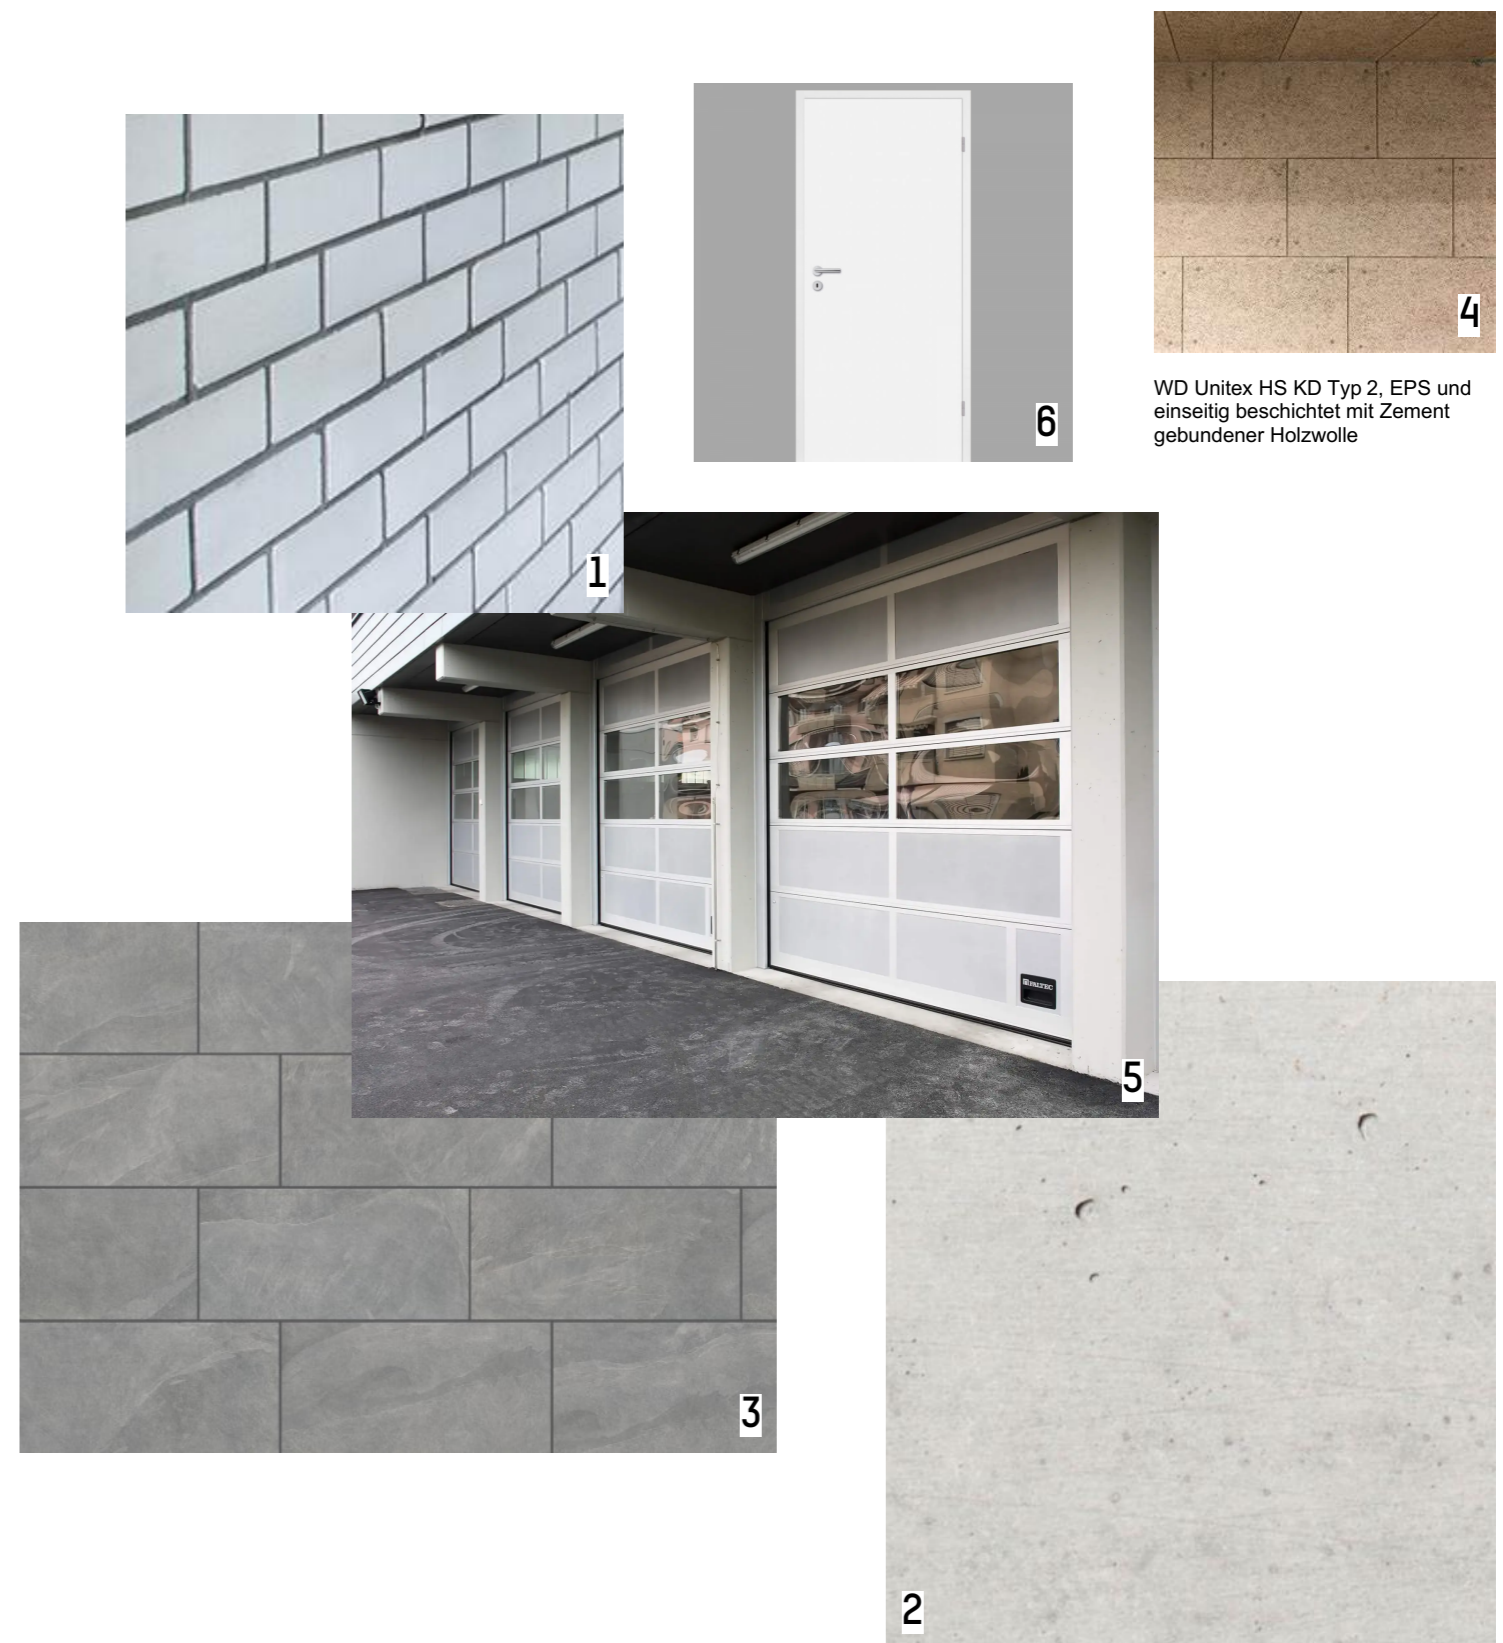 6
4
WD Unitex HS KD Typ 2, EPS und
einseitig beschichtet mit Zement
gebundener Holzwolle
1
PALTEC
5
3
2